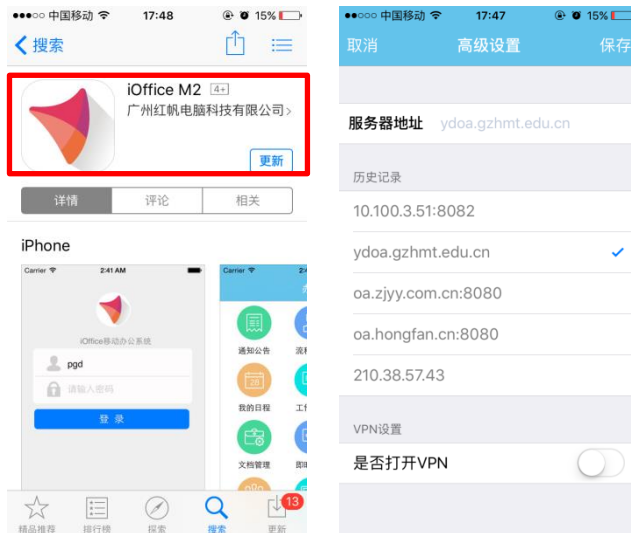 中国移动 17:48 15%
搜索
iOffice M2 4+
广州红帆电脑科技有限公司>
更新
详情 评论 相关
iPhone
Carrier 2:41 AM
iOffice移动办公系统
pgd
请输入密码
登 录
Carrier
通知公告
28
我的日程
文档管理
精品推荐 排行榜 探索 搜索 更新
13
中国移动 17:47 15%
取消 高级设置 保存
服务器地址 ydoa.gzhmt.edu.cn
历史记录
10.100.3.51:8082
ydoa.gzhmt.edu.cn
oa.zjyy.com.cn:8080
oa.hongfan.cn:8080
210.38.57.43
VPN设置
是否打开VPN